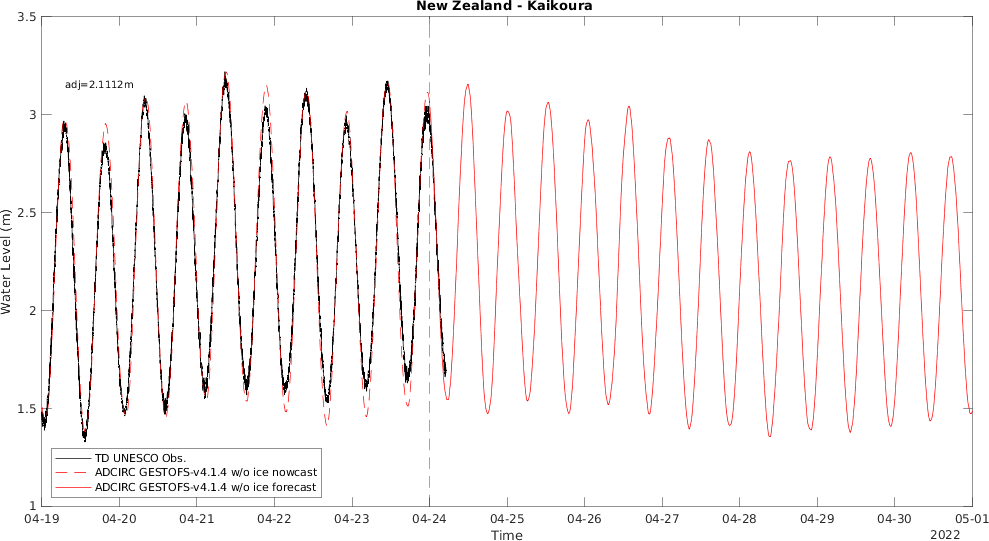 New Zealand - Kaikoura
3.5
adj=2.1112m
3
2.5
Water Level (m)
2
1.5
TD UNESCO Obs.
ADCIRC GESTOFS-v4.1.4 w/o ice nowcast
ADCIRC GESTOFS-v4.1.4 w/o ice forecast
1
04-19 04-20 04-21 04-22 04-23 04-24 04-25 04-26 04-27 04-28 04-29 04-30 05-01
Time
2022